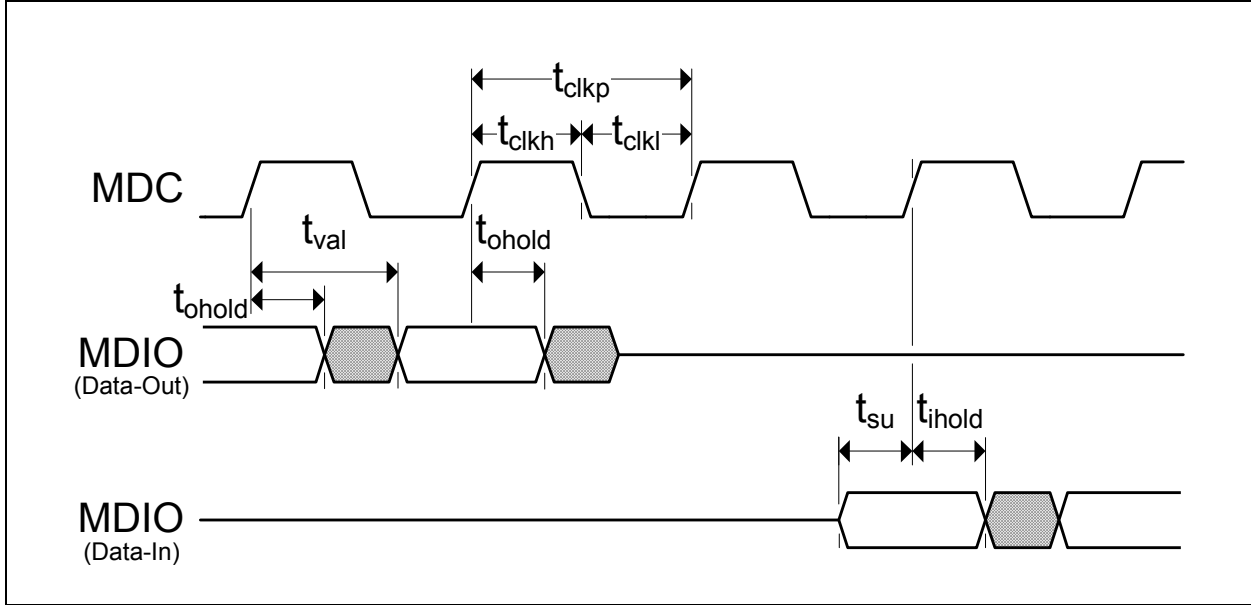 tclkp
tclkh tclkl
MDC
tval tohold
tohold
MDIO
(Data-Out)
tsu tihold
MDIO
(Data-In)